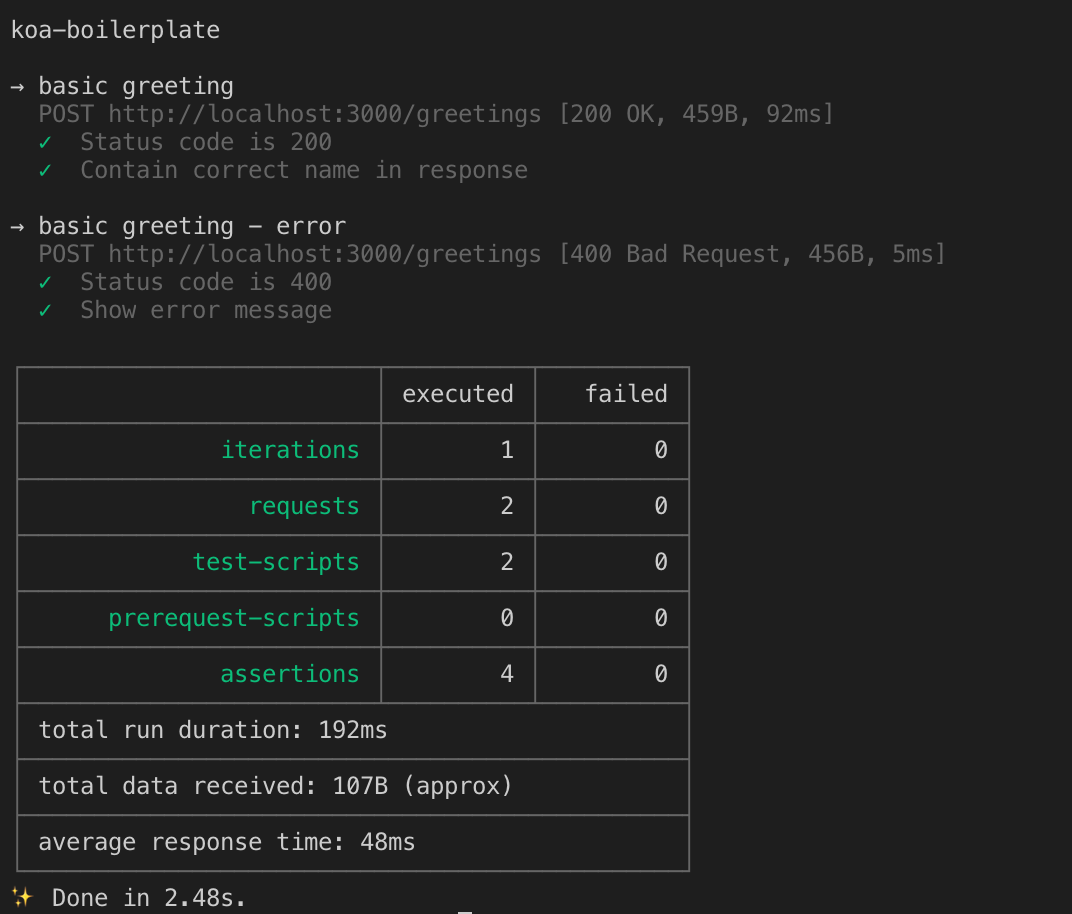 koa-boilerplate
→ basic greeting
POST http://localhost:3000/greetings [200 OK, 459B, 92ms]
✓ Status code is 200
✓ Contain correct name in response
→ basic greeting - error
POST http://localhost:3000/greetings [400 Bad Request, 456B, 5ms]
✓ Status code is 400
✓ Show error message
executed failed
iterations 1 0
requests 2 0
test-scripts 2 0
prerequest-scripts 0 0
assertions 4 0
total run duration: 192ms
total data received: 107B (approx)
average response time: 48ms
✨ Done in 2.48s.